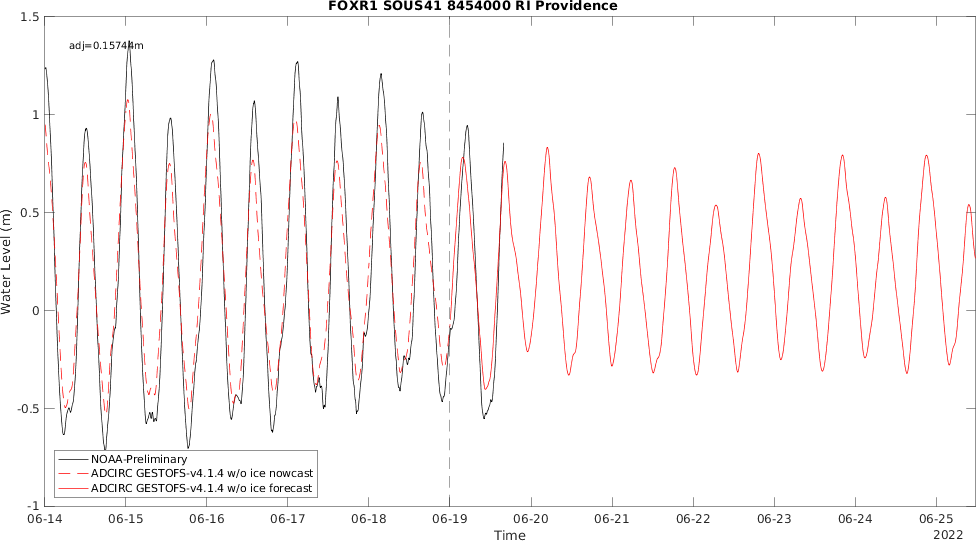 FOXR1 SOUS41 8454000 RI Providence
adj=0.15744m
Water Level (m)
1.5
1
0.5
0
-0.5
-1
NOAA-Preliminary
ADCIRC GESTOFS-v4.1.4 w/o ice nowcast
ADCIRC GESTOFS-v4.1.4 w/o ice forecast
06-14 06-15 06-16 06-17 06-18 06-19 06-20 06-21 06-22 06-23 06-24 06-25
Time
2022